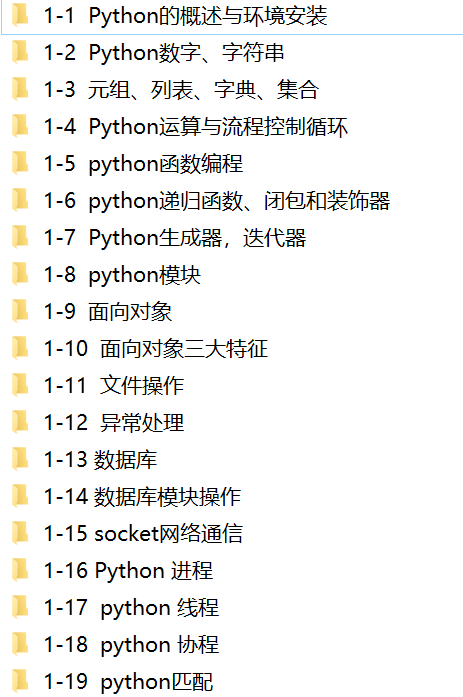 1-1  Python的概述与环境安装
1-2  Python数字、字符串
1-3  元组、列表、字典、集合
1-4  Python运算与流程控制循环
1-5  python函数编程
1-6  python递归函数、闭包和装饰器
1-7  Python生成器，迭代器
1-8  python模块
1-9  面向对象
1-10  面向对象三大特征
1-11  文件操作
1-12  异常处理
1-13 数据库
1-14 数据库模块操作
1-15 socket网络通信
1-16 Python 进程
1-17  python 线程
1-18  python 协程
1-19  python匹配